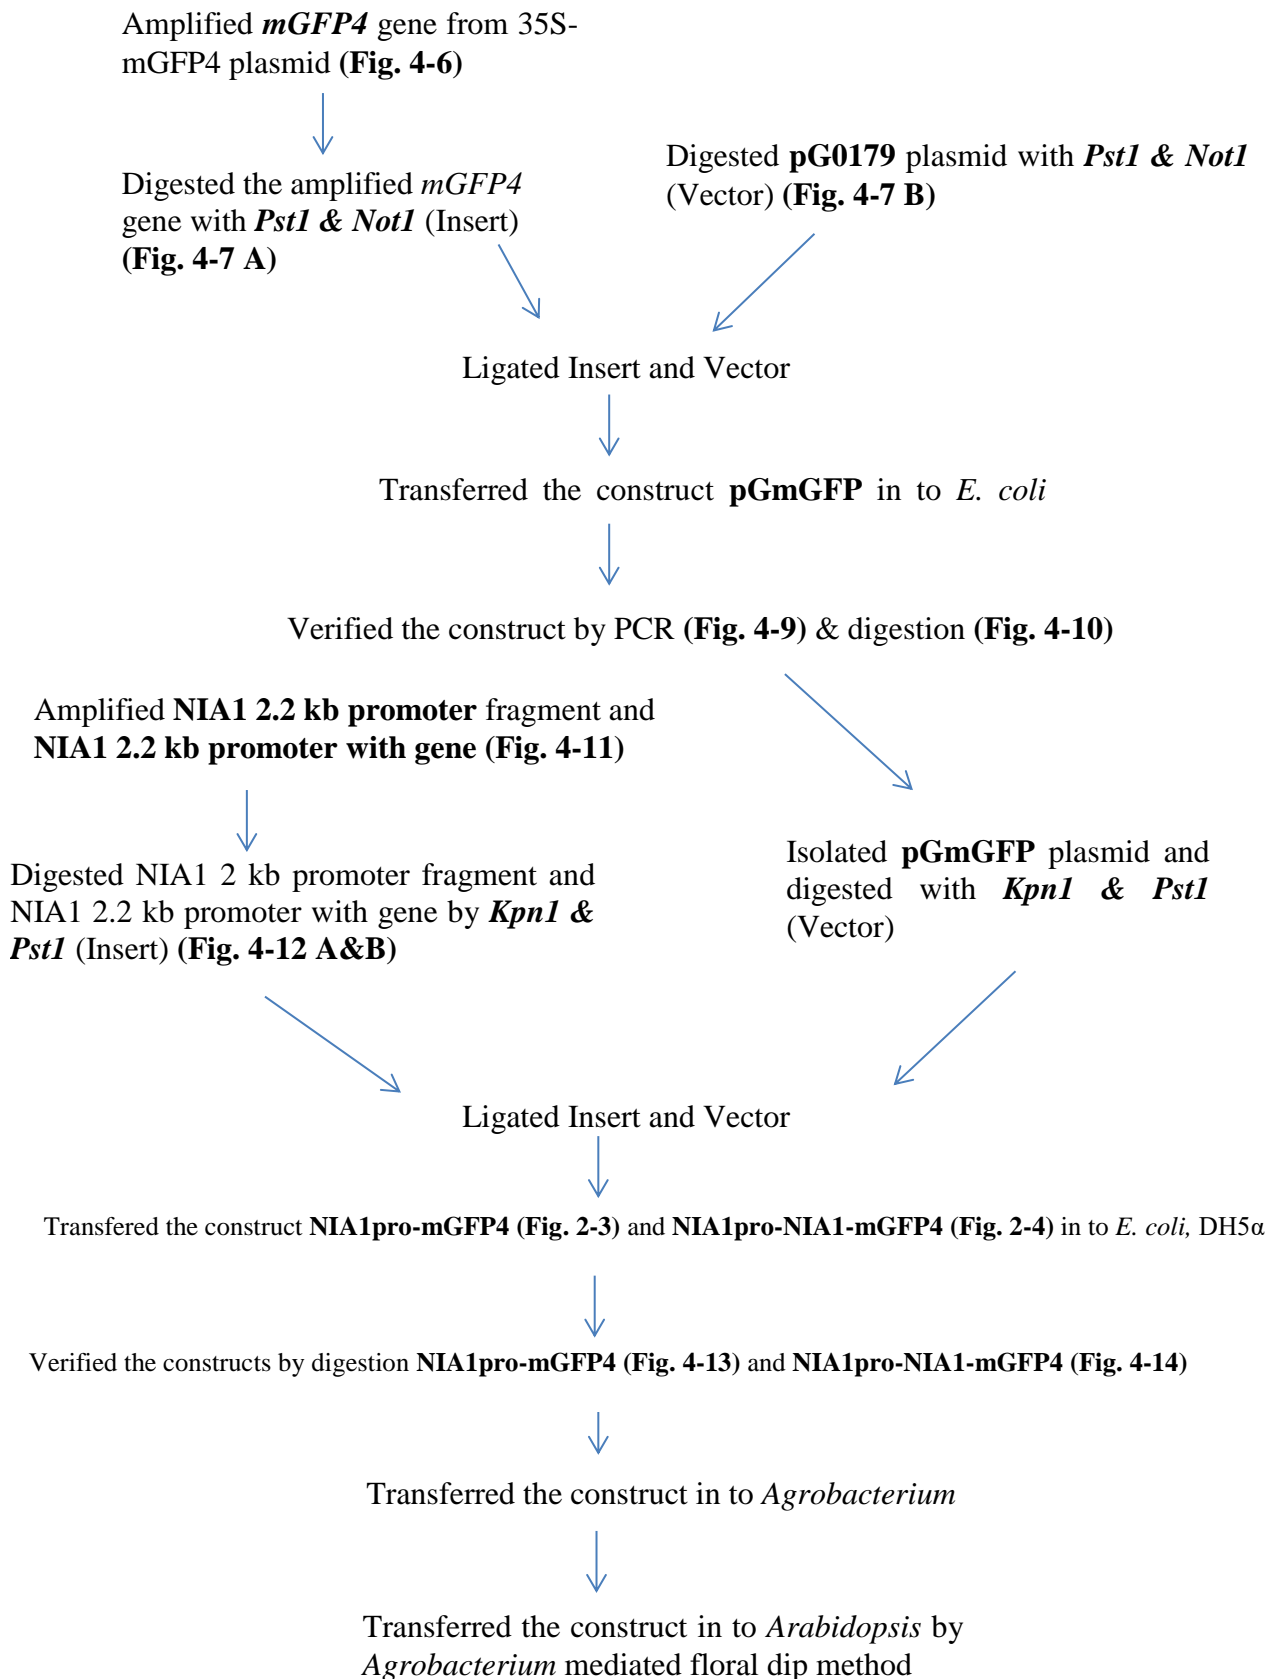 Amplified mGFP4 gene from 35S-
mGFP4 plasmid (Fig. 4-6)
Digested the amplified mGFP4
gene with Pst1 & Not1 (Insert)
(Fig. 4-7 A)
Digested pG0179 plasmid with Pst1 & Not1
(Vector) (Fig. 4-7 B)
Ligated Insert and Vector
Transferred the construct pGmGFP in to E. coli
Verified the construct by PCR (Fig. 4-9) & digestion (Fig. 4-10)
Amplified NIA1 2.2 kb promoter fragment and
NIA1 2.2 kb promoter with gene (Fig. 4-11)
Digested NIA1 2 kb promoter fragment and
NIA1 2.2 kb promoter with gene by Kpn1 &
Pst1 (Insert) (Fig. 4-12 A&B)
Isolated pGmGFP plasmid and
digested with Kpn1 & Pst1
(Vector)
Ligated Insert and Vector
Transfered the construct NIA1pro-mGFP4 (Fig. 2-3) and NIA1pro-NIA1-mGFP4 (Fig. 2-4) in to E. coli, DH5α
Verified the constructs by digestion NIA1pro-mGFP4 (Fig. 4-13) and NIA1pro-NIA1-mGFP4 (Fig. 4-14)
Transferred the construct in to Agrobacterium
Transferred the construct in to Arabidopsis by
Agrobacterium mediated floral dip method